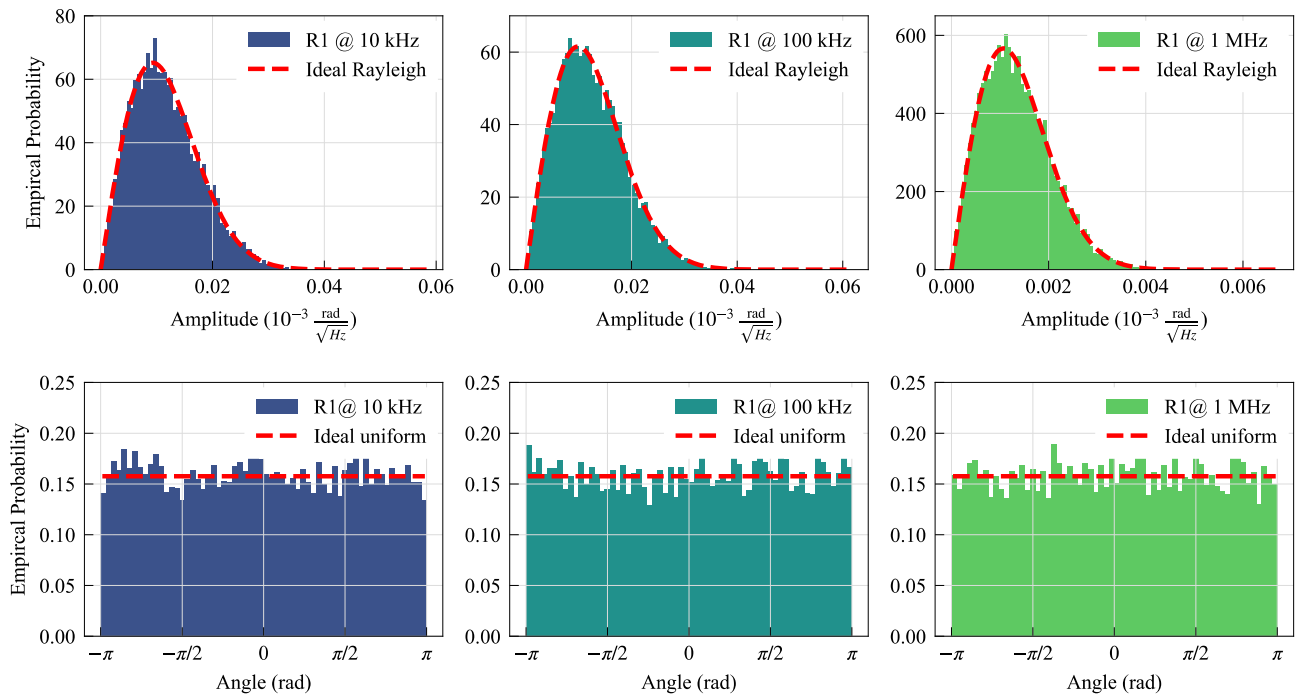 80
60
40
20
0
Empircal Probability
R1 @ 10 kHz
Ideal Rayleigh
0.00
0.02
0.04
0.06
Amplitude (10⁻³ rad/√Hz)
60
40
20
0
R1 @ 100 kHz
Ideal Rayleigh
0.00
0.02
0.04
0.06
Amplitude (10⁻³ rad/√Hz)
600
400
200
0
R1 @ 1 MHz
Ideal Rayleigh
0.000
0.002
0.004
0.006
Amplitude (10⁻³ rad/√Hz)
0.25
0.20
0.15
0.10
0.05
0.00
Empircal Probability
R1@ 10 kHz
Ideal uniform
−π
−π/2
0
π/2
π
Angle (rad)
0.25
0.20
0.15
0.10
0.05
0.00
R1@ 100 kHz
Ideal uniform
−π
−π/2
0
π/2
π
Angle (rad)
0.25
0.20
0.15
0.10
0.05
0.00
R1@ 1 MHz
Ideal uniform
−π
−π/2
0
π/2
π
Angle (rad)